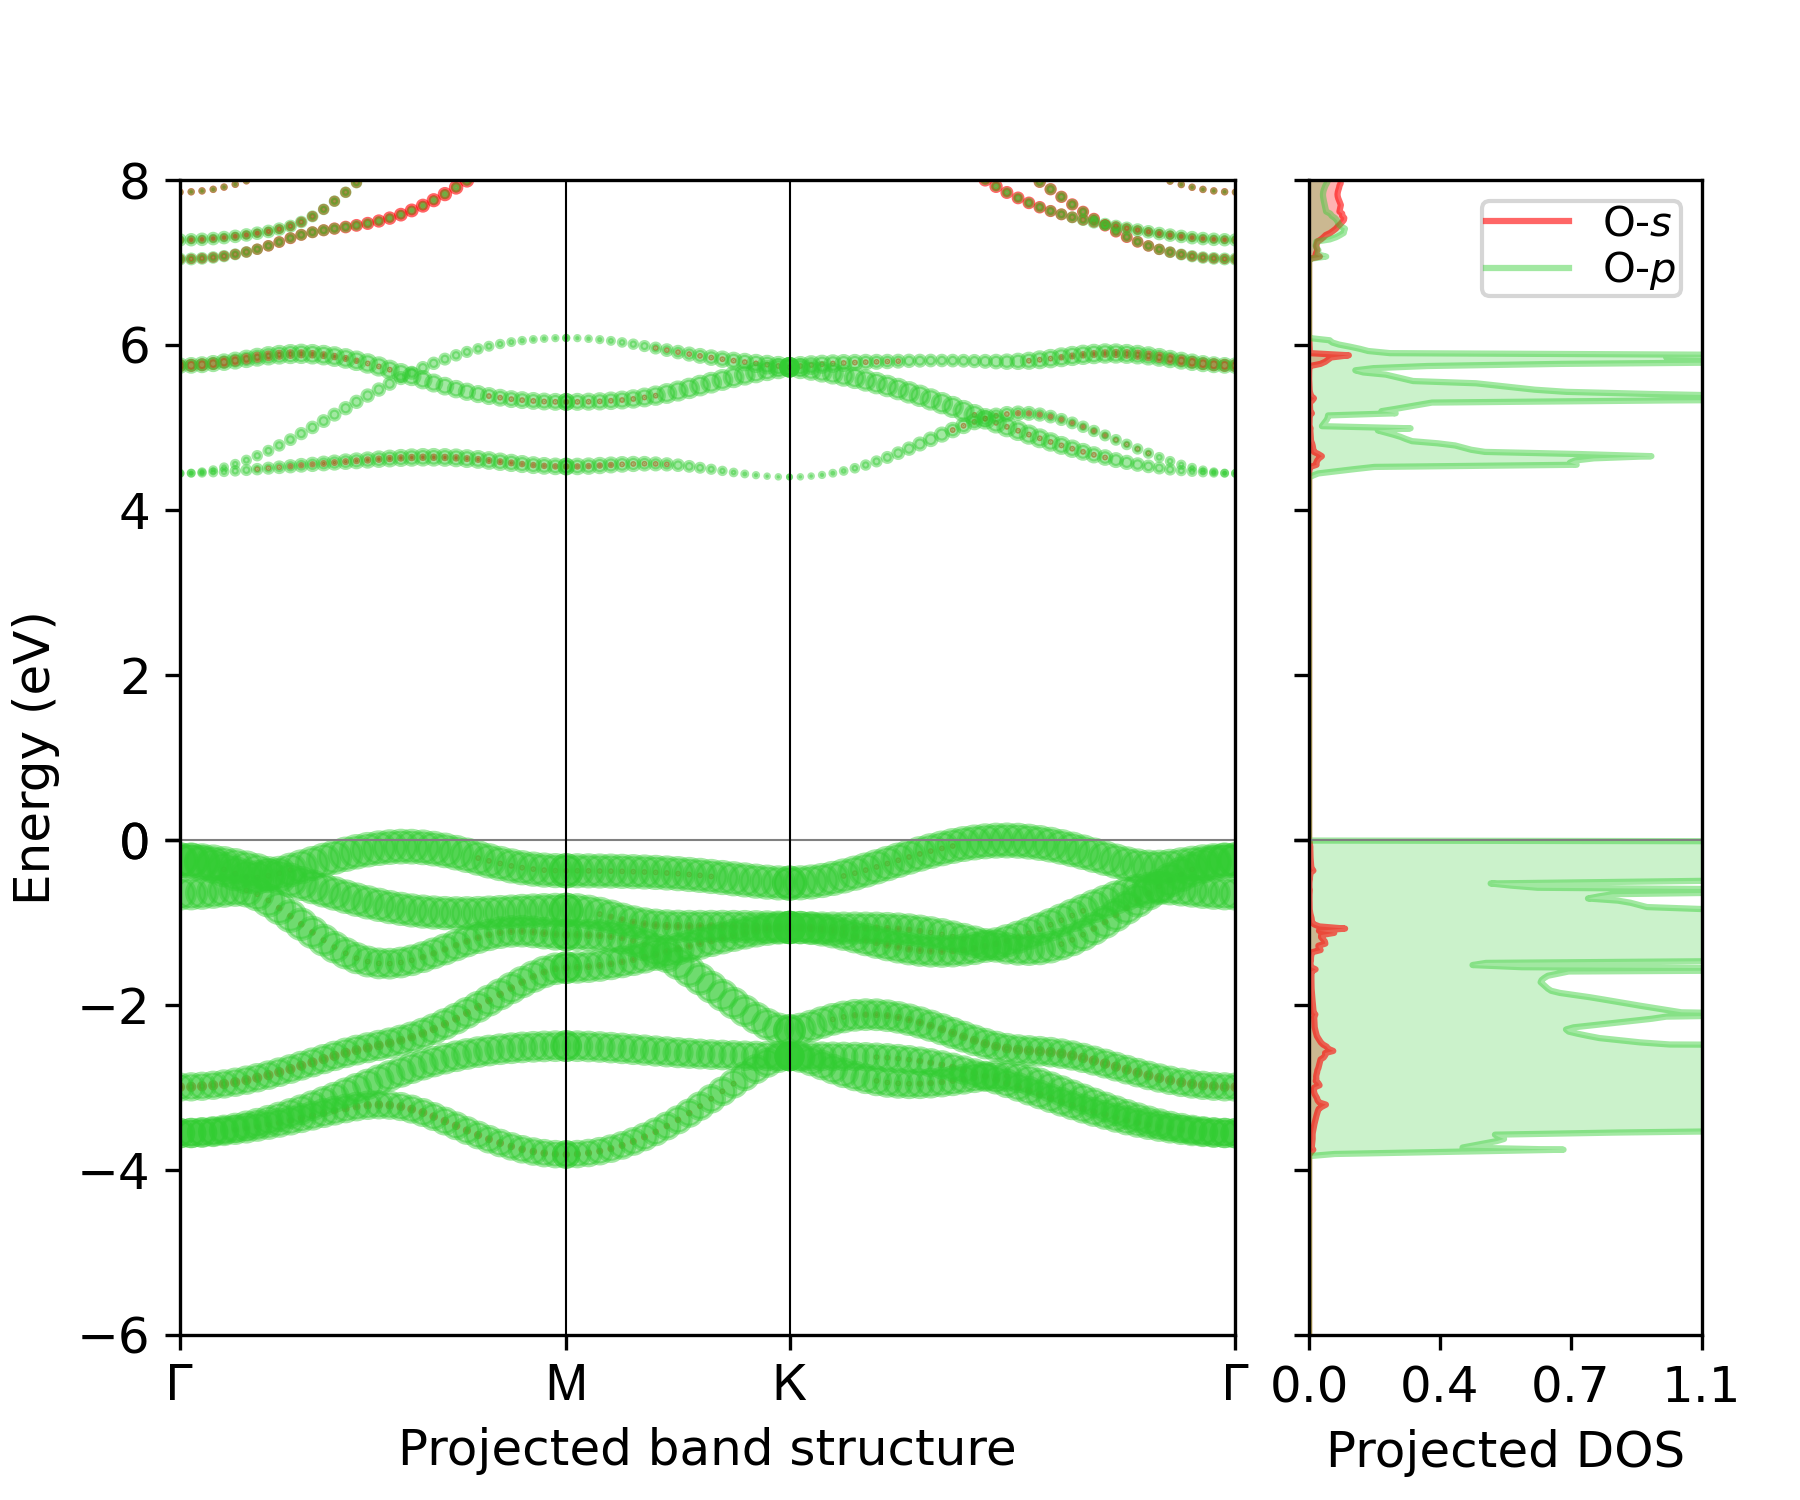 8
6
4
2
0
−2
−4
−6
Energy (eV)
Γ M K Γ
Projected band structure
O-s
O-p
0.0 0.4 0.7 1.1
Projected DOS